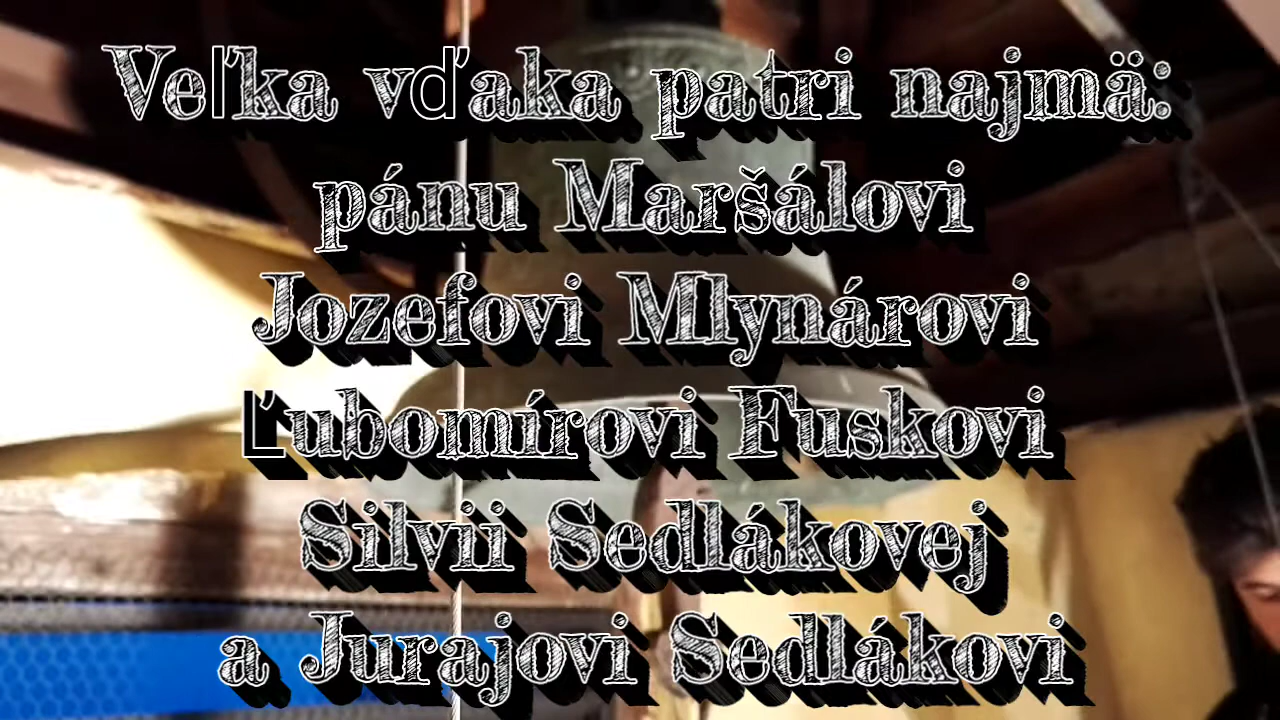 Veľka vďaka patri najmä:
pánu Maršálovi
Jozefovi Mlynárovi
Ľubomírovi Fuskovi
Silvii Sedlákovej
a Jurajovi Sedlákovi